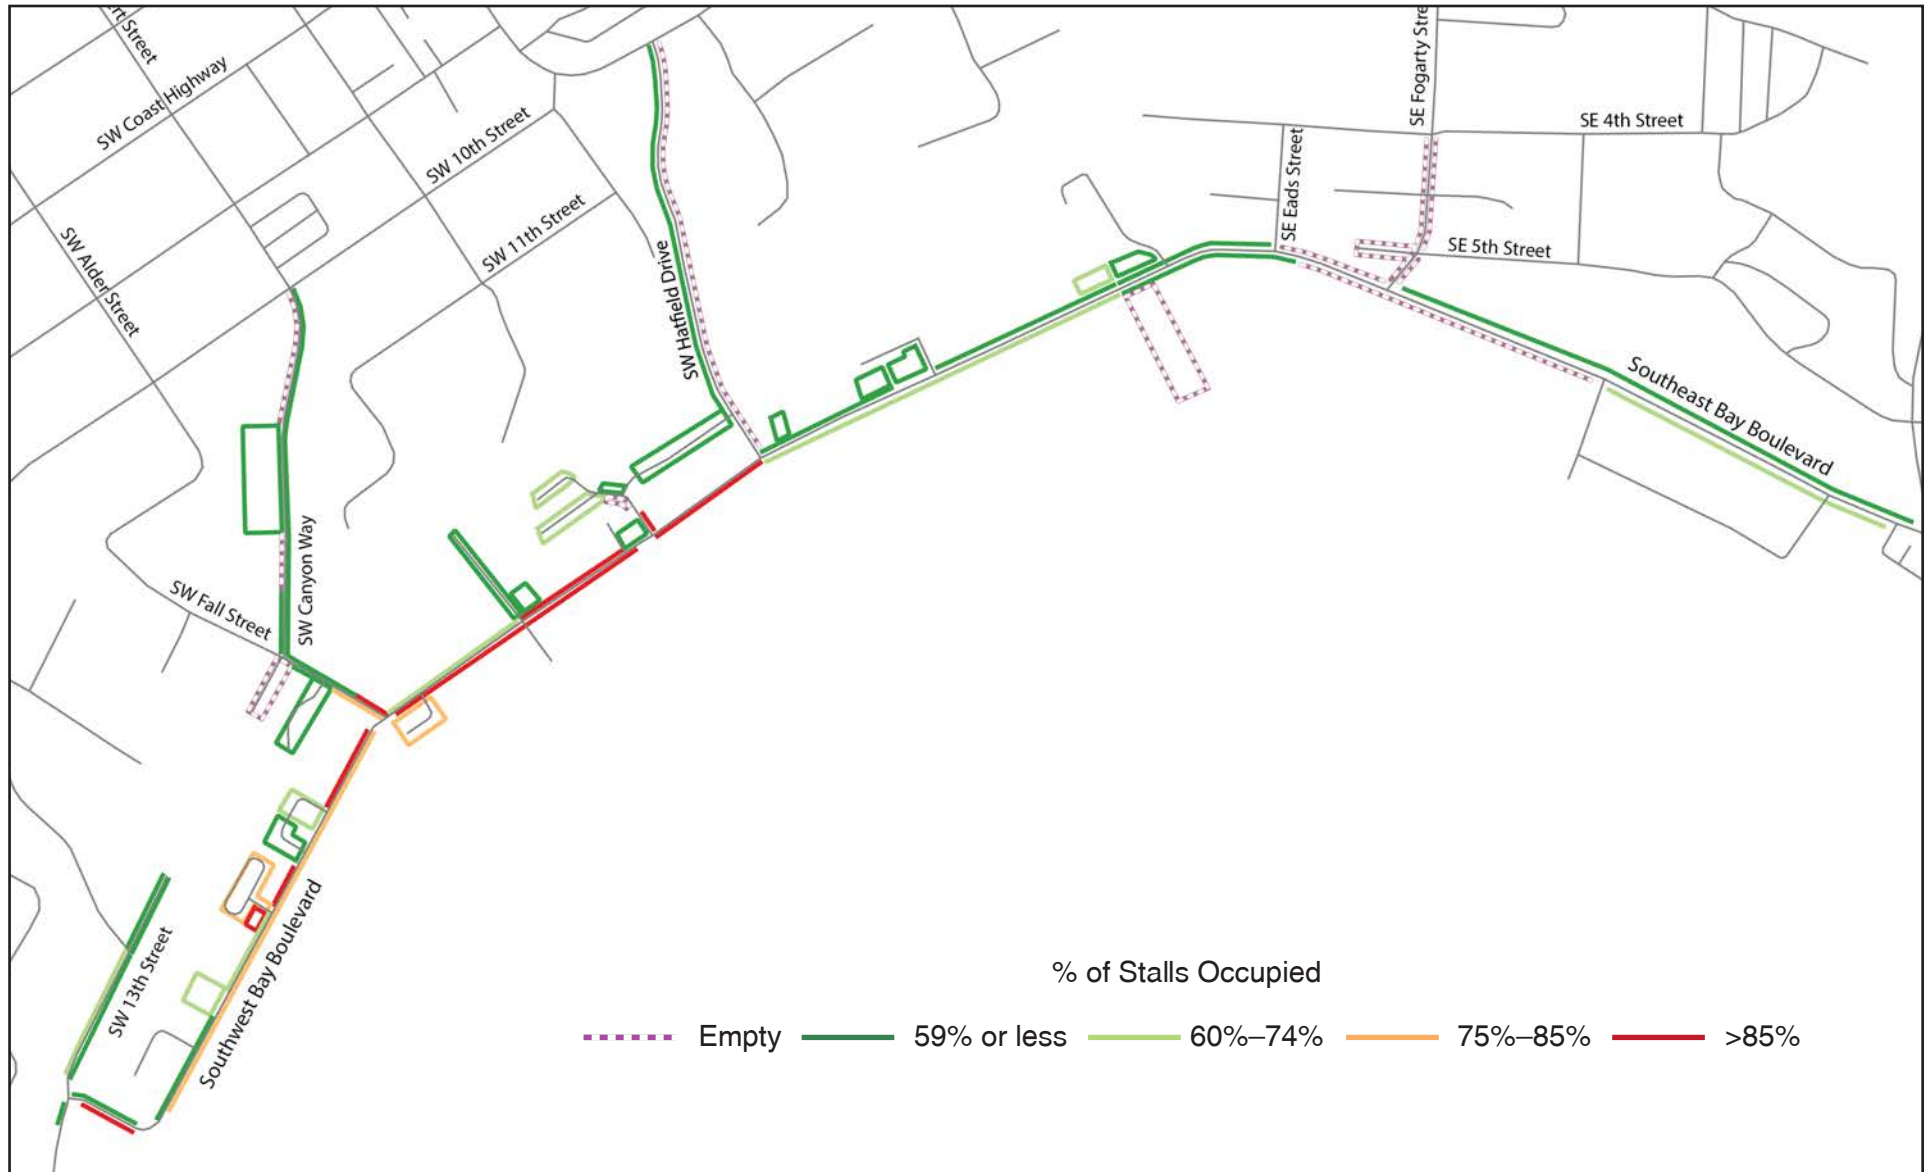 rt Street
SW Coast Highway
SW 10th Street
SW 11th Street
SW Alder Street
SW Hatfield Drive
SE Fogarty Stre
SE 4th Street
SE Eads Street
SE 5th Street
Southeast Bay Boulevard
SW Canyon Way
SW Fall Street
SW 13th Street
Southwest Bay Boulevard
% of Stalls Occupied
Empty 59% or less 60%–74% 75%–85% >85%